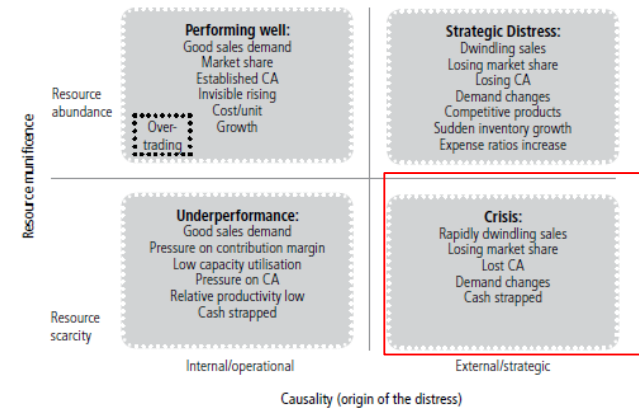 Resource munificence
Resource
abundance
Performing well:
Good sales demand
Market share
Established CA
Invisible rising
Cost/unit
Growth
Over-
trading
Strategic Distress:
Dwindling sales
Losing market share
Losing CA
Demand changes
Competitive products
Sudden inventory growth
Expense ratios increase
Resource
scarcity
Underperformance:
Good sales demand
Pressure on contribution margin
Low capacity utilisation
Pressure on CA
Relative productivity low
Cash strapped
Crisis:
Rapidly dwindling sales
Losing market share
Lost CA
Demand changes
Cash strapped
Internal/operational
External/strategic
Causality (origin of the distress)